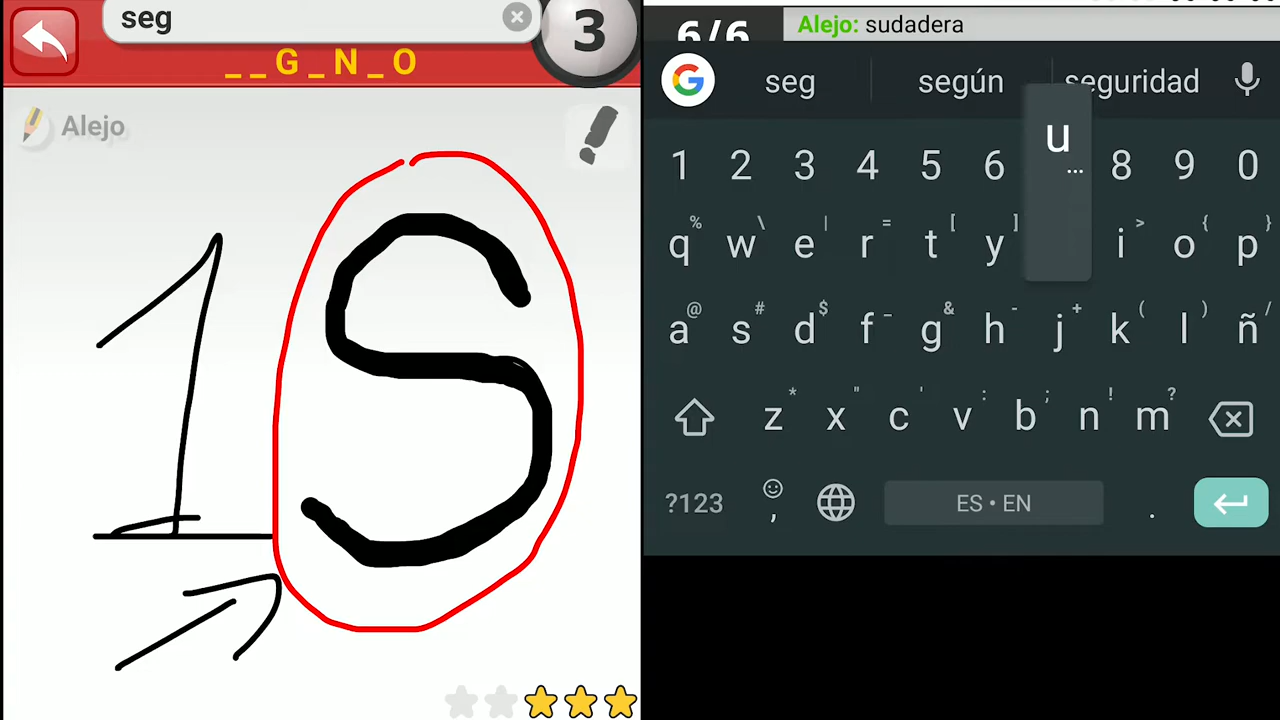 seg
3
_ _ G _ N _ O
Alejo
1 S
6/6
Alejo: sudadera
seg según seguridad
u
...
1 2 3 4 5 6 8 9 0
% \ | = [ ] > { }
q w e r t y i o p
@ # $ _ & - + ( ) /
a s d f g h j k l ñ
* " ' : ; ! ?
z x c v b n m
?123 , ES • EN .